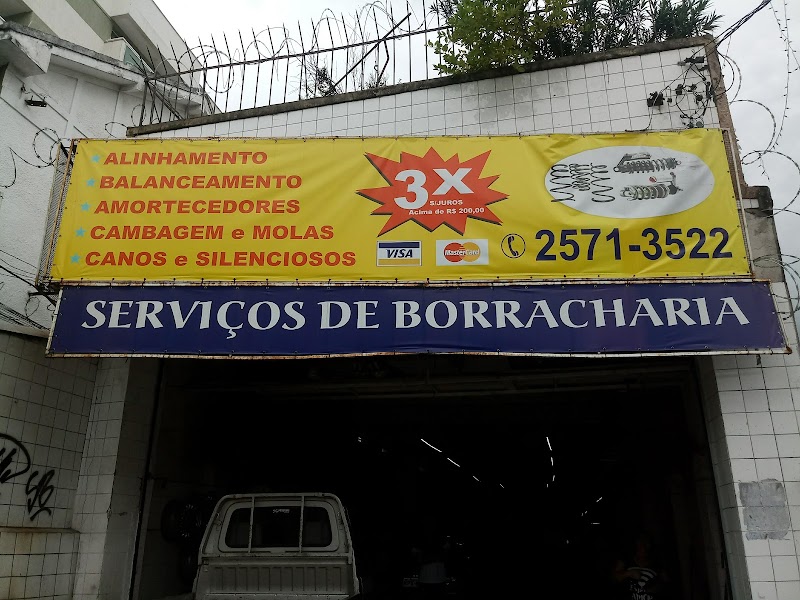 ALINHAMENTO
BALANCEAMENTO
AMORTECEDORES
CAMBAGEM e MOLAS
CANOS e SILENCIOSOS
3X
S/JUROS
Acima de R$ 200,00
VISA
MasterCard
2571-3522
SERVIÇOS DE BORRACHARIA